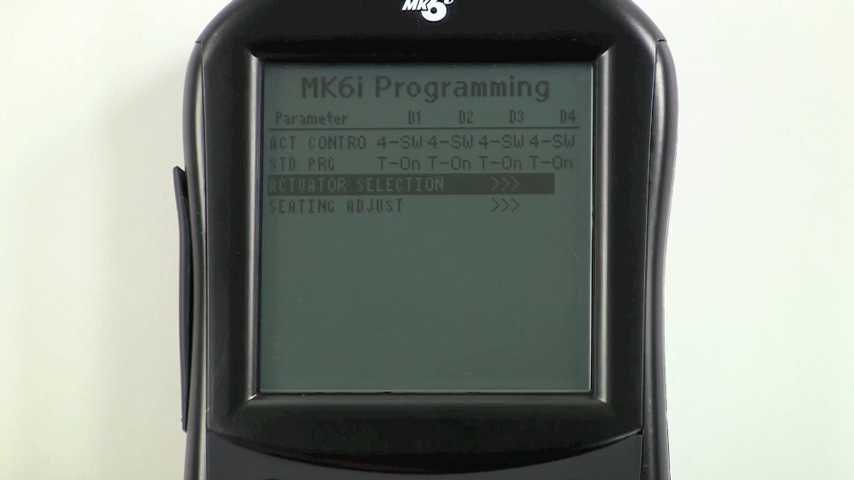 MK6i
MK6i Programming
Parameter D1 D2 D3 D4
ACT CONTRO 4-SW 4-SW 4-SW 4-SW
STD PRG T-On T-On T-On T-On
ACTUATOR SELECTION >>>
SEATING ADJUST >>>